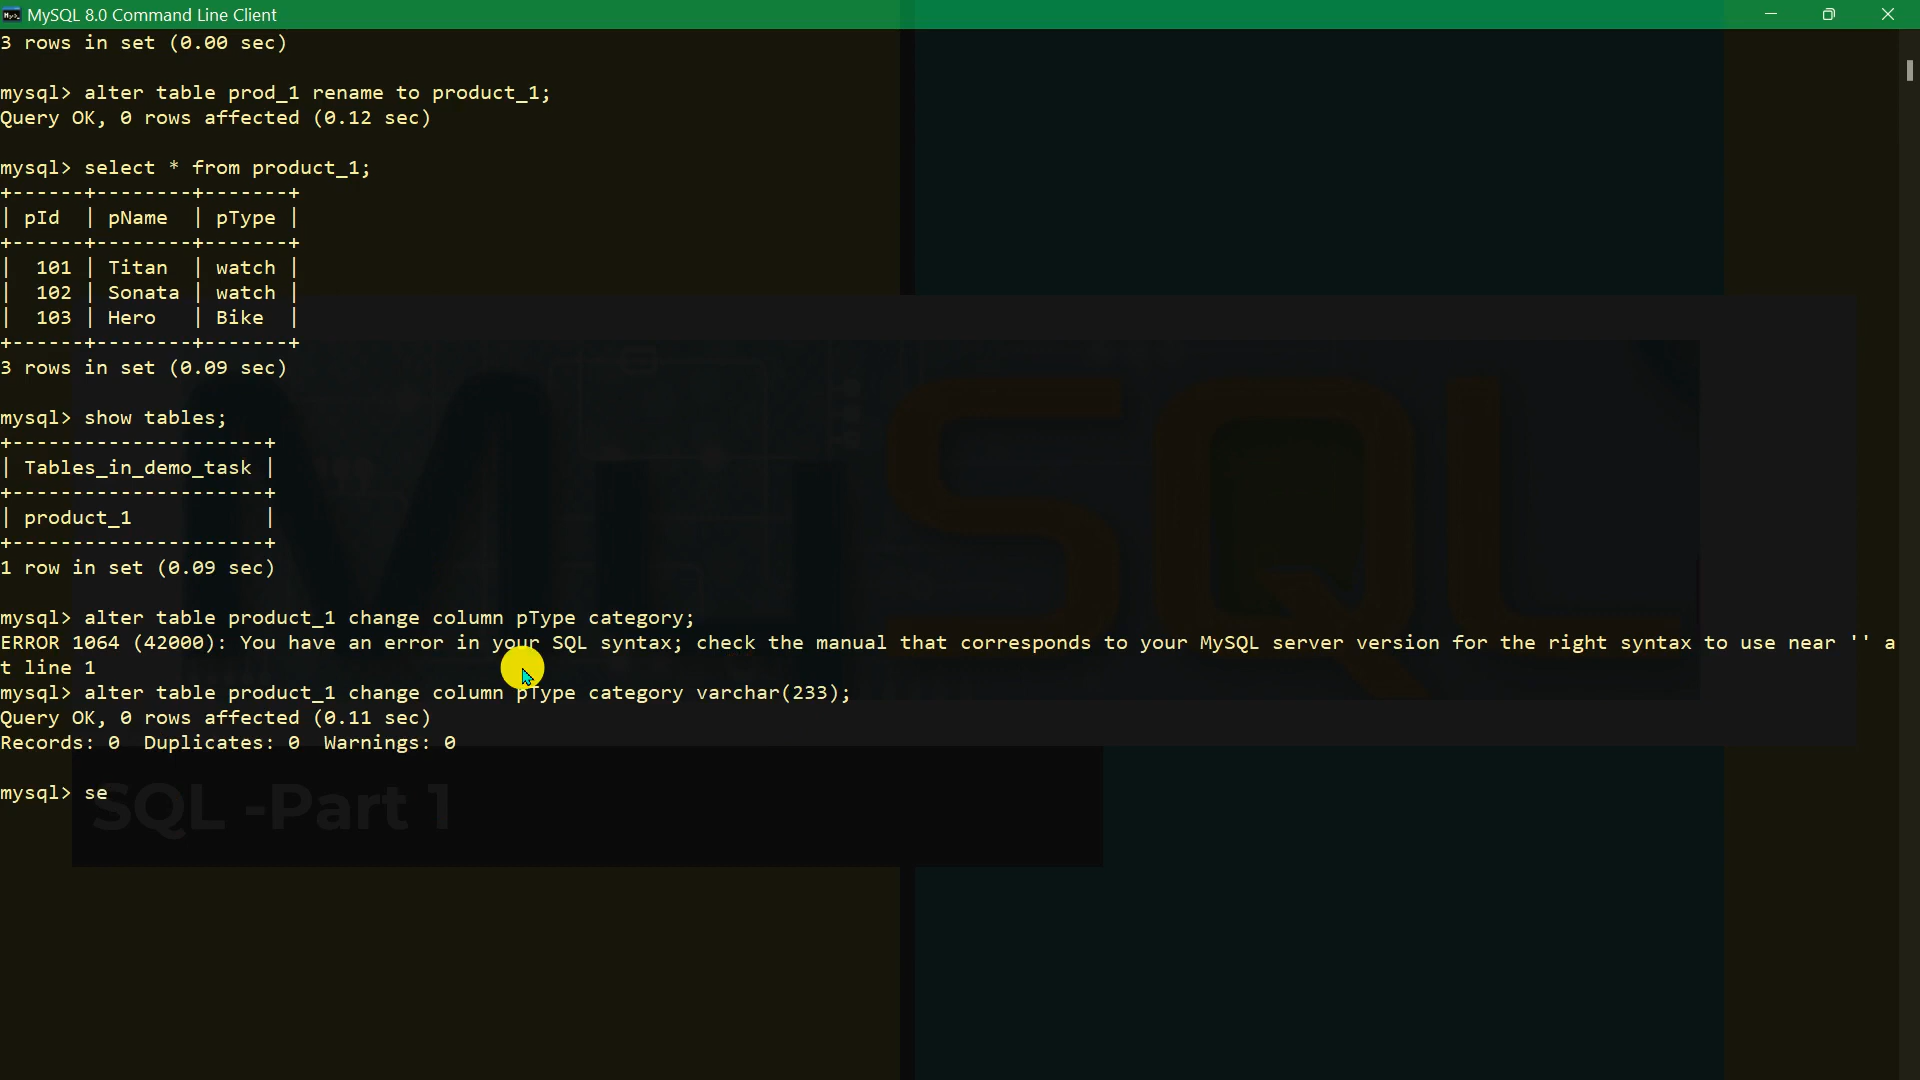 MySQL 8.0 Command Line Client
3 rows in set (0.00 sec)
mysql> alter table prod_1 rename to product_1;
Query OK, 0 rows affected (0.12 sec)
mysql> select * from product_1;
+------+--------+-------+
| pId  | pName  | pType |
+------+--------+-------+
|  101 | Titan  | watch |
|  102 | Sonata | watch |
|  103 | Hero   | Bike  |
+------+--------+-------+
3 rows in set (0.09 sec)
mysql> show tables;
+---------------------+
| Tables_in_demo_task |
+---------------------+
| product_1           |
+---------------------+
1 row in set (0.09 sec)
mysql> alter table product_1 change column pType category;
ERROR 1064 (42000): You have an error in your SQL syntax; check the manual that corresponds to your MySQL server version for the right syntax to use near '' a
t line 1
mysql> alter table product_1 change column pType category varchar(233);
Query OK, 0 rows affected (0.11 sec)
Records: 0  Duplicates: 0  Warnings: 0
mysql> se
SQL -Part 1